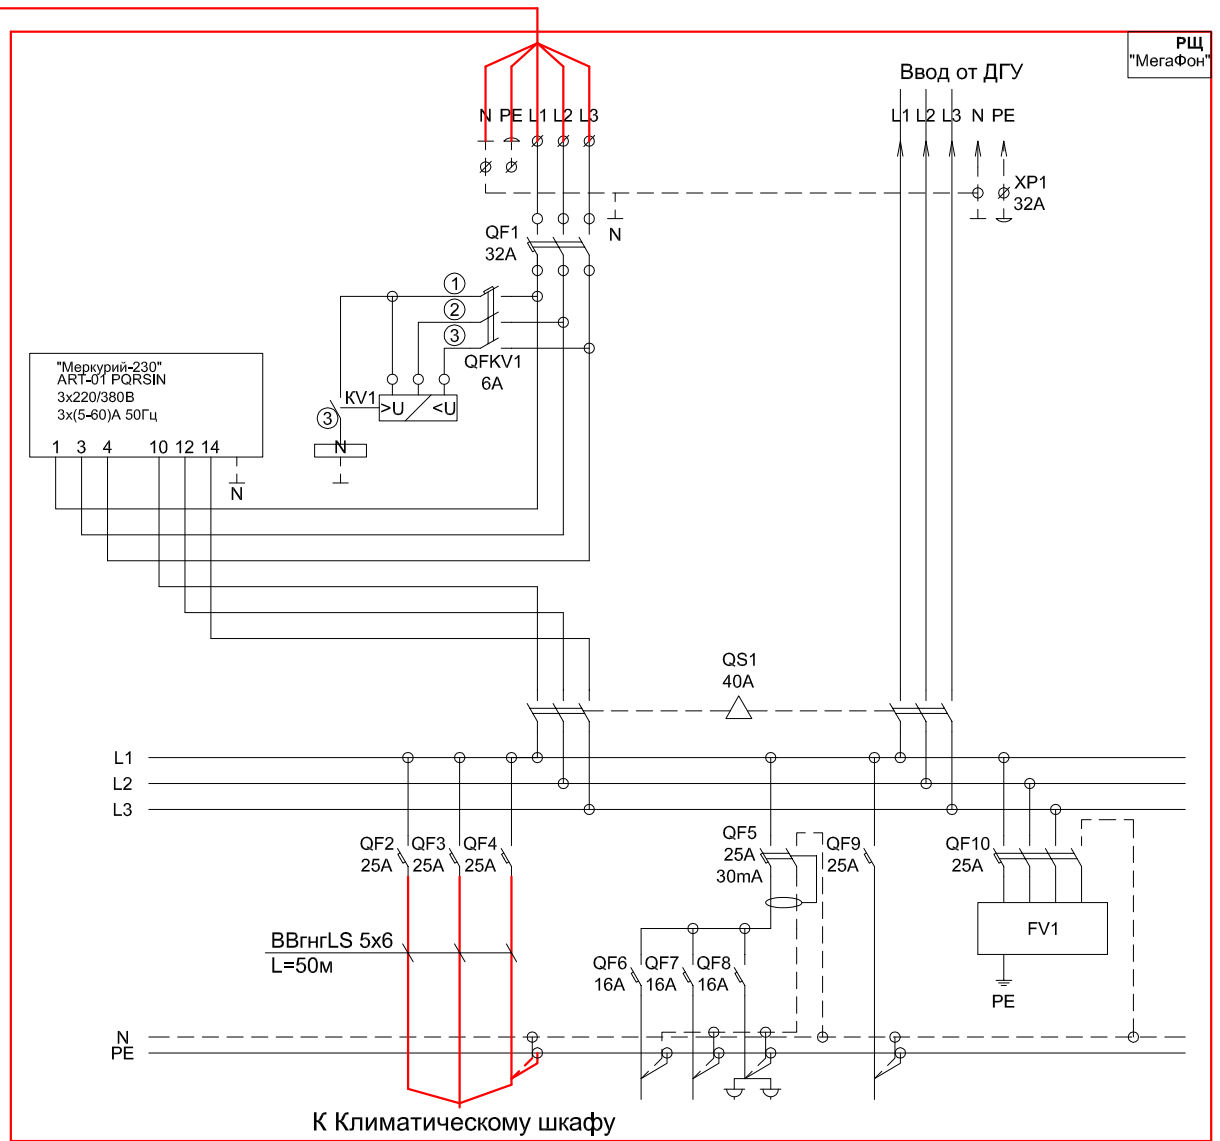 РЩ
"МегаФон"
Ввод от ДГУ
N PE L1 L2 L3
L1 L2 L3 N PE
XP1
32A
N
QF1
32A
1
2
3
QFKV1
6A
"Меркурий-230"
ART-01 PQRSIN
3x220/380В
3x(5-60)А 50Гц
1 3 4 10 12 14
N
KV1
>U <U
3
N
QS1
40A
L1
L2
L3
QF2
25A
QF3
25A
QF4
25A
QF5
25A
30mA
QF9
25A
QF10
25A
FV1
PE
ВВгнгLS 5x6
L=50м
QF6
16A
QF7
16A
QF8
16A
N
PE
К Климатическому шкафу